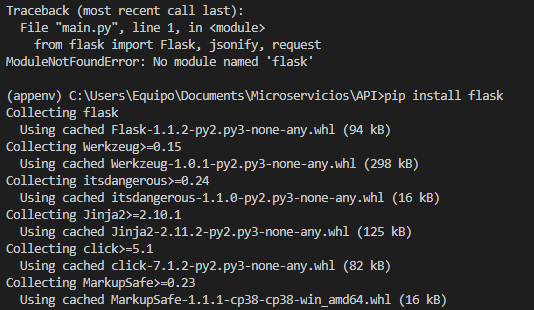 Traceback (most recent call last):
  File "main.py", line 1, in <module>
    from flask import Flask, jsonify, request
ModuleNotFoundError: No module named 'flask'

(appenv) C:\Users\Equipo\Documents\Microservicios\API>pip install flask
Collecting flask
  Using cached Flask-1.1.2-py2.py3-none-any.whl (94 kB)
Collecting Werkzeug>=0.15
  Using cached Werkzeug-1.0.1-py2.py3-none-any.whl (298 kB)
Collecting itsdangerous>=0.24
  Using cached itsdangerous-1.1.0-py2.py3-none-any.whl (16 kB)
Collecting Jinja2>=2.10.1
  Using cached Jinja2-2.11.2-py2.py3-none-any.whl (125 kB)
Collecting click>=5.1
  Using cached click-7.1.2-py2.py3-none-any.whl (82 kB)
Collecting MarkupSafe>=0.23
  Using cached MarkupSafe-1.1.1-cp38-cp38-win_amd64.whl (16 kB)